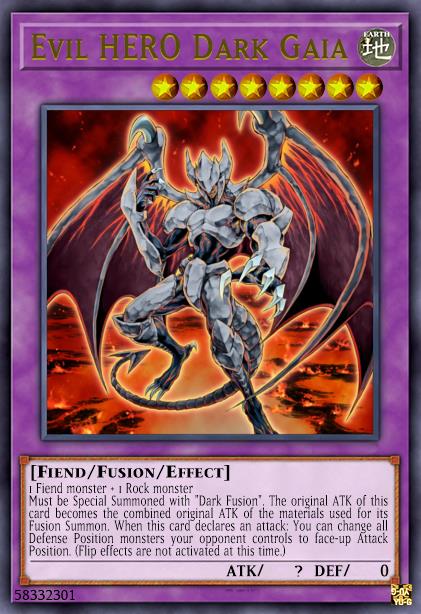 EVIL HERO DARK GAIA
EARTH
地
[FIEND/FUSION/EFFECT]
1 Fiend monster + 1 Rock monster
Must be Special Summoned with "Dark Fusion". The original ATK of this
card becomes the combined original ATK of the materials used for its
Fusion Summon. When this card declares an attack: You can change all
Defense Position monsters your opponent controls to face-up Attack
Position. (Flip effects are not activated at this time.)
ATK/ ? DEF/ 0
58332301